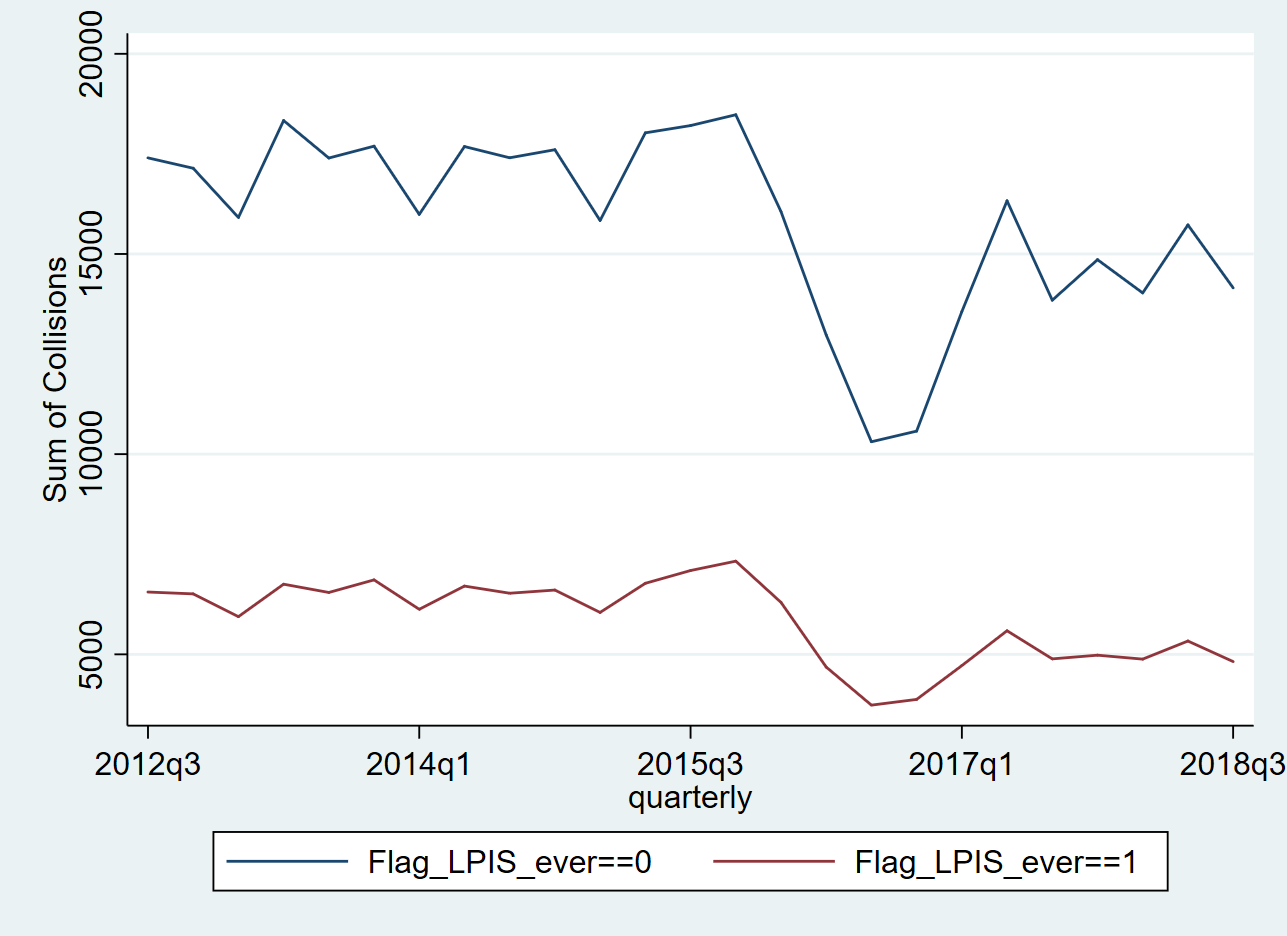 20000
15000
10000
5000
Sum of Collisions
2012q3 2014q1 2015q3 2017q1 2018q3
quarterly
Flag_LPIS_ever==0 Flag_LPIS_ever==1